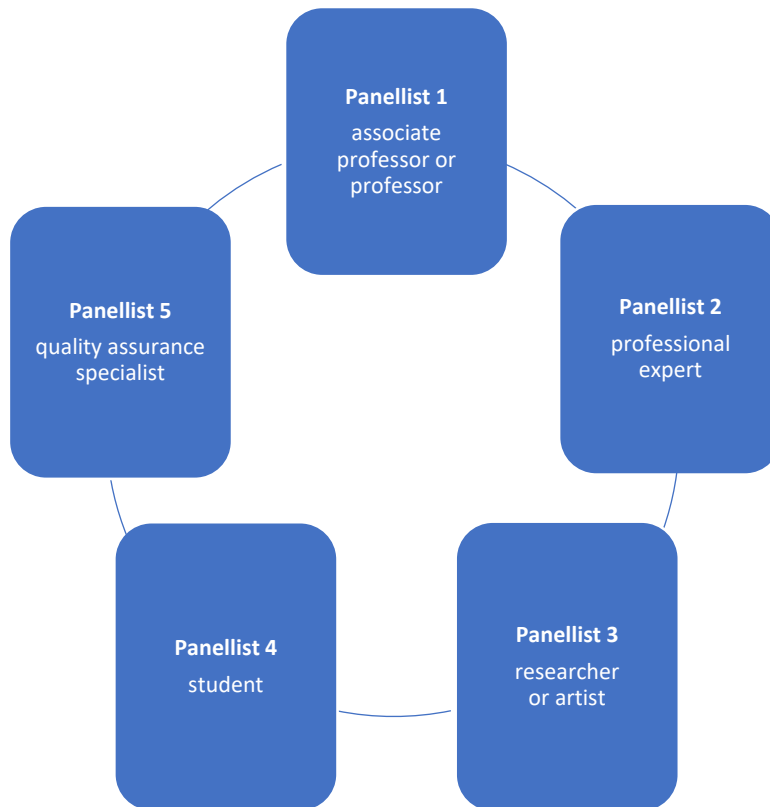 Panellist 1
associate
professor or
professor
Panellist 2
professional
expert
Panellist 3
researcher
or artist
Panellist 4
student
Panellist 5
quality assurance
specialist